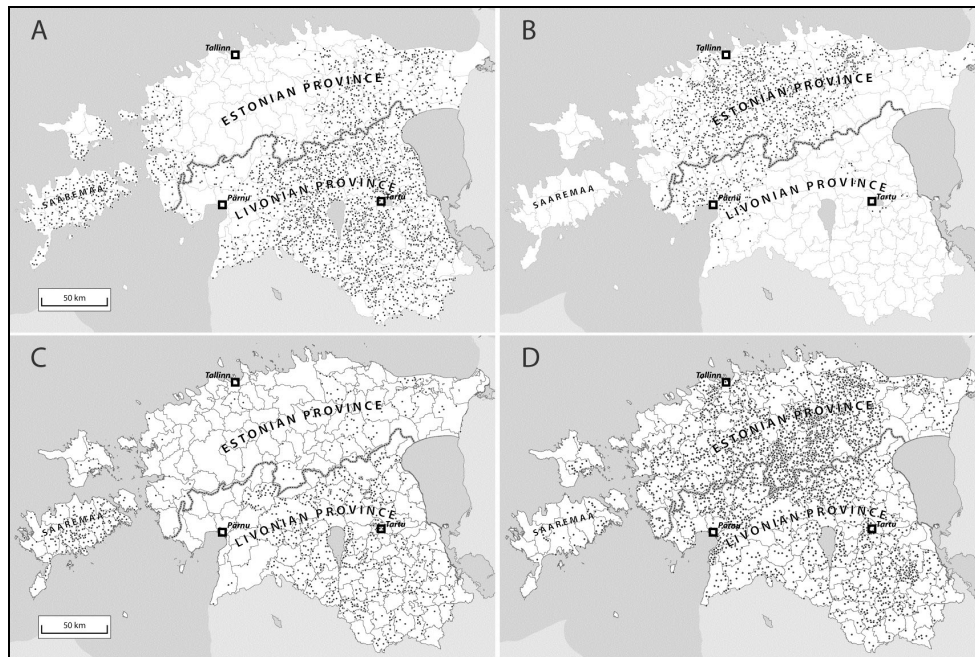 A
Tallinn
ESTONIAN PROVINCE
SAAREMAA
Pärnu
LIVONIAN PROVINCE
Tartu
50 km
B
Tallinn
ESTONIAN PROVINCE
SAAREMAA
Pärnu
LIVONIAN PROVINCE
Tartu
C
Tallinn
ESTONIAN PROVINCE
SAAREMAA
Pärnu
LIVONIAN PROVINCE
Tartu
50 km
D
Tallinn
ESTONIAN PROVINCE
SAAREMAA
Pärnu
LIVONIAN PROVINCE
Tartu